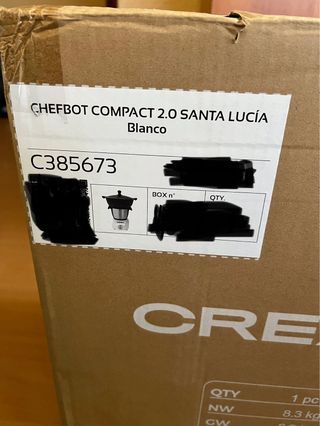 CHEFBOT COMPACT 2.0 SANTA LUCÍA
Blanco
C385673
BOX nº
QTY.
CRE
QTY 1 pc
NW 8.3 kg
GW